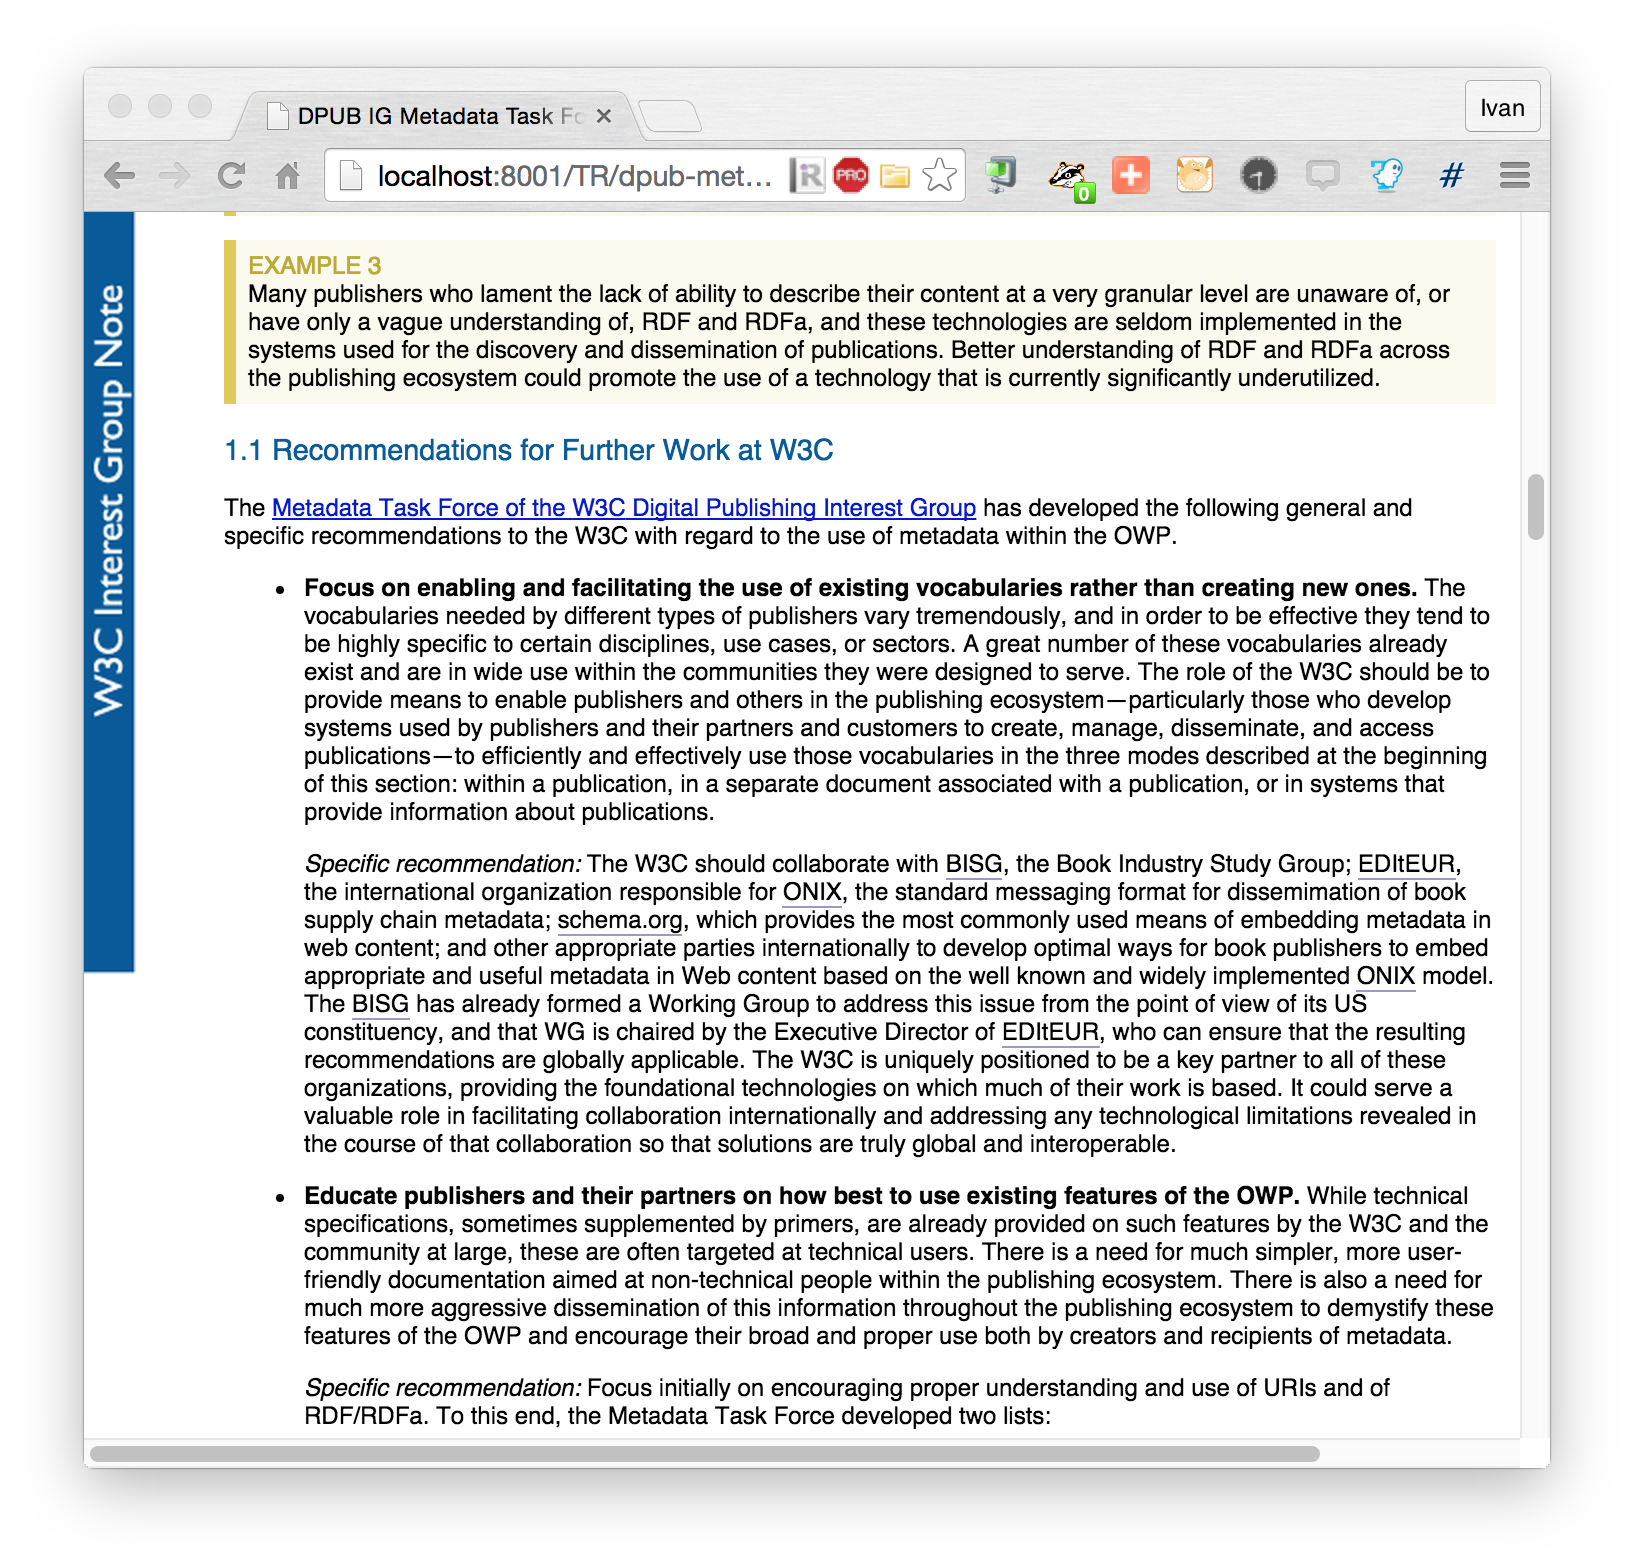 DPUB IG Metadata Task Fo
Ivan
localhost:8001/TR/dpub-met...
R
PRO
0
#
W3C Interest Group Note
EXAMPLE 3
Many publishers who lament the lack of ability to describe their content at a very granular level are unaware of, or
have only a vague understanding of, RDF and RDFa, and these technologies are seldom implemented in the
systems used for the discovery and dissemination of publications. Better understanding of RDF and RDFa across
the publishing ecosystem could promote the use of a technology that is currently significantly underutilized.
1.1 Recommendations for Further Work at W3C
The Metadata Task Force of the W3C Digital Publishing Interest Group has developed the following general and
specific recommendations to the W3C with regard to the use of metadata within the OWP.
• Focus on enabling and facilitating the use of existing vocabularies rather than creating new ones. The
vocabularies needed by different types of publishers vary tremendously, and in order to be effective they tend to
be highly specific to certain disciplines, use cases, or sectors. A great number of these vocabularies already
exist and are in wide use within the communities they were designed to serve. The role of the W3C should be to
provide means to enable publishers and others in the publishing ecosystem—particularly those who develop
systems used by publishers and their partners and customers to create, manage, disseminate, and access
publications—to efficiently and effectively use those vocabularies in the three modes described at the beginning
of this section: within a publication, in a separate document associated with a publication, or in systems that
provide information about publications.
Specific recommendation: The W3C should collaborate with BISG, the Book Industry Study Group; EDItEUR,
the international organization responsible for ONIX, the standard messaging format for dissemimation of book
supply chain metadata; schema.org, which provides the most commonly used means of embedding metadata in
web content; and other appropriate parties internationally to develop optimal ways for book publishers to embed
appropriate and useful metadata in Web content based on the well known and widely implemented ONIX model.
The BISG has already formed a Working Group to address this issue from the point of view of its US
constituency, and that WG is chaired by the Executive Director of EDItEUR, who can ensure that the resulting
recommendations are globally applicable. The W3C is uniquely positioned to be a key partner to all of these
organizations, providing the foundational technologies on which much of their work is based. It could serve a
valuable role in facilitating collaboration internationally and addressing any technological limitations revealed in
the course of that collaboration so that solutions are truly global and interoperable.
• Educate publishers and their partners on how best to use existing features of the OWP. While technical
specifications, sometimes supplemented by primers, are already provided on such features by the W3C and the
community at large, these are often targeted at technical users. There is a need for much simpler, more user-
friendly documentation aimed at non-technical people within the publishing ecosystem. There is also a need for
much more aggressive dissemination of this information throughout the publishing ecosystem to demystify these
features of the OWP and encourage their broad and proper use both by creators and recipients of metadata.
Specific recommendation: Focus initially on encouraging proper understanding and use of URIs and of
RDF/RDFa. To this end, the Metadata Task Force developed two lists: